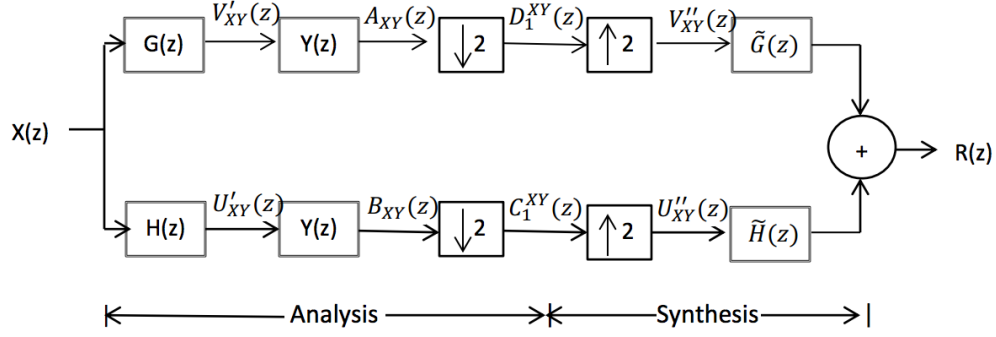 V'_{XY}(z) A_{XY}(z) D_1^{XY}(z) V''_{XY}(z)
G(z) Y(z) ↓2 ↑2 G̃(z)
X(z) + R(z)
U'_{XY}(z) B_{XY}(z) C_1^{XY}(z) U''_{XY}(z)
H(z) Y(z) ↓2 ↑2 H̃(z)
Analysis Synthesis